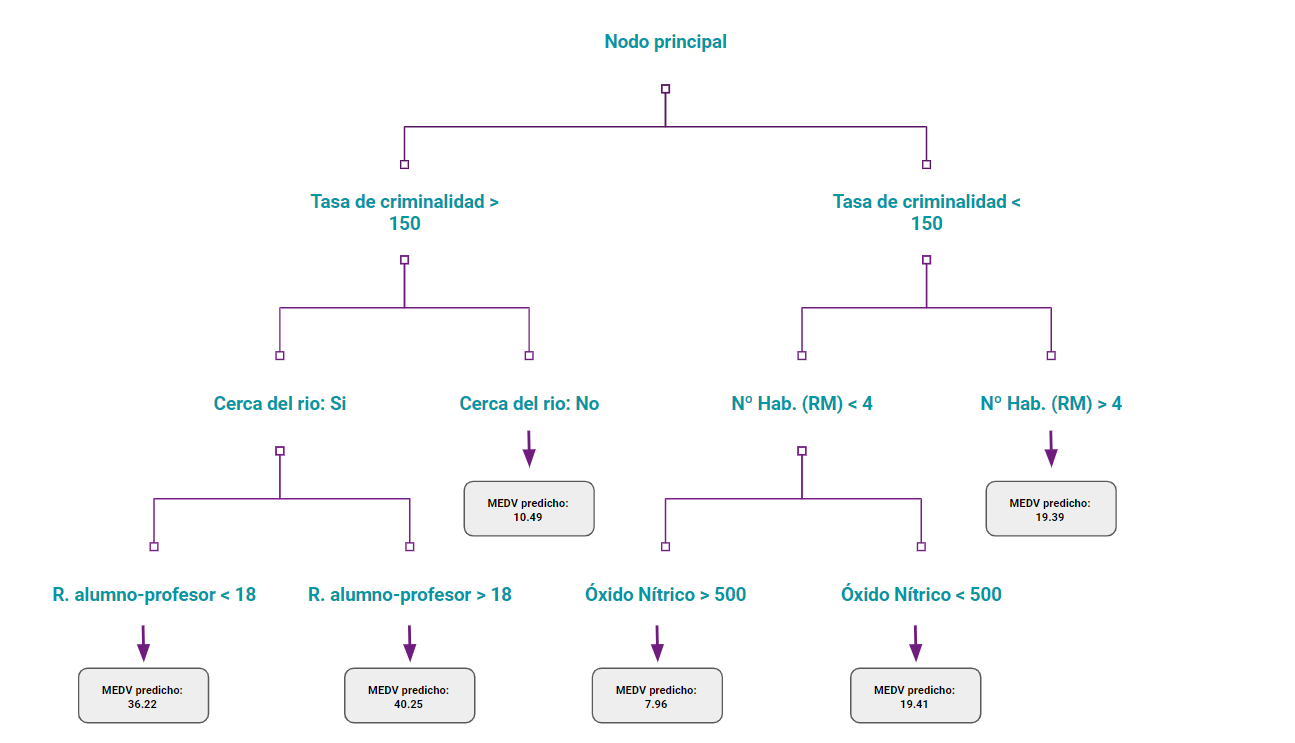 Nodo principal
Tasa de criminalidad >
150
Tasa de criminalidad <
150
Cerca del rio: Si
Cerca del rio: No
Nº Hab. (RM) < 4
Nº Hab. (RM) > 4
MEDV predicho:
10.49
MEDV predicho:
19.39
R. alumno-profesor < 18
R. alumno-profesor > 18
Óxido Nítrico > 500
Óxido Nítrico < 500
MEDV predicho:
36.22
MEDV predicho:
40.25
MEDV predicho:
7.96
MEDV predicho:
19.41